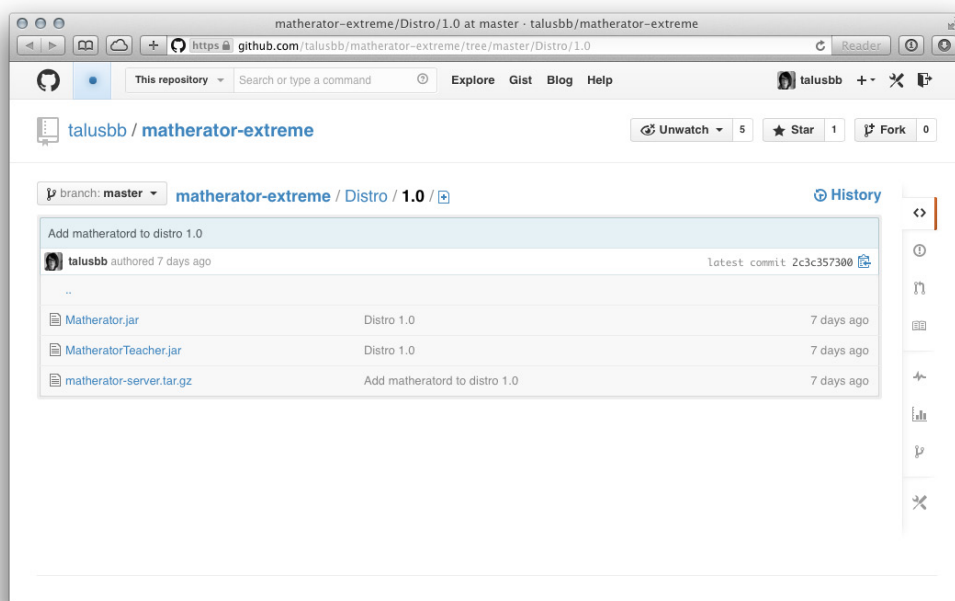 matherator-extreme/Distro/1.0 at master · talusbb/matherator-extreme
https github.com/talusbb/matherator-extreme/tree/master/Distro/1.0 Reader
This repository Search or type a command Explore Gist Blog Help talusbb
talusbb / matherator-extreme Unwatch 5 Star 1 Fork 0
branch: master matherator-extreme / Distro / 1.0 / History
Add matheratord to distro 1.0
talusbb authored 7 days ago latest commit 2c3c357300
..
Matherator.jar Distro 1.0 7 days ago
MatheratorTeacher.jar Distro 1.0 7 days ago
matherator-server.tar.gz Add matheratord to distro 1.0 7 days ago